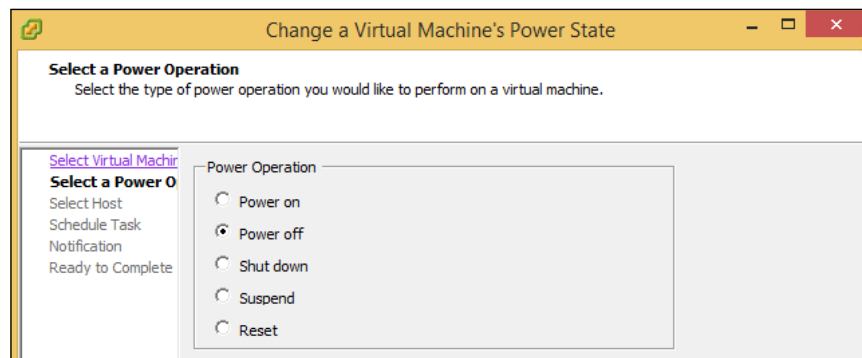 Change a Virtual Machine's Power State
Select a Power Operation
Select the type of power operation you would like to perform on a virtual machine.
Select Virtual Machin
Select a Power O
Select Host
Schedule Task
Notification
Ready to Complete
Power Operation
Power on
Power off
Shut down
Suspend
Reset